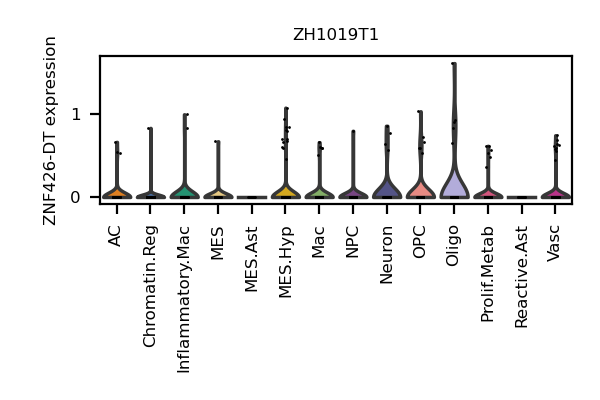 ZH1019T1
ZNF426-DT expression
1
0
AC
Chromatin.Reg
Inflammatory.Mac
MES
MES.Ast
MES.Hyp
Mac
NPC
Neuron
OPC
Oligo
Prolif.Metab
Reactive.Ast
Vasc